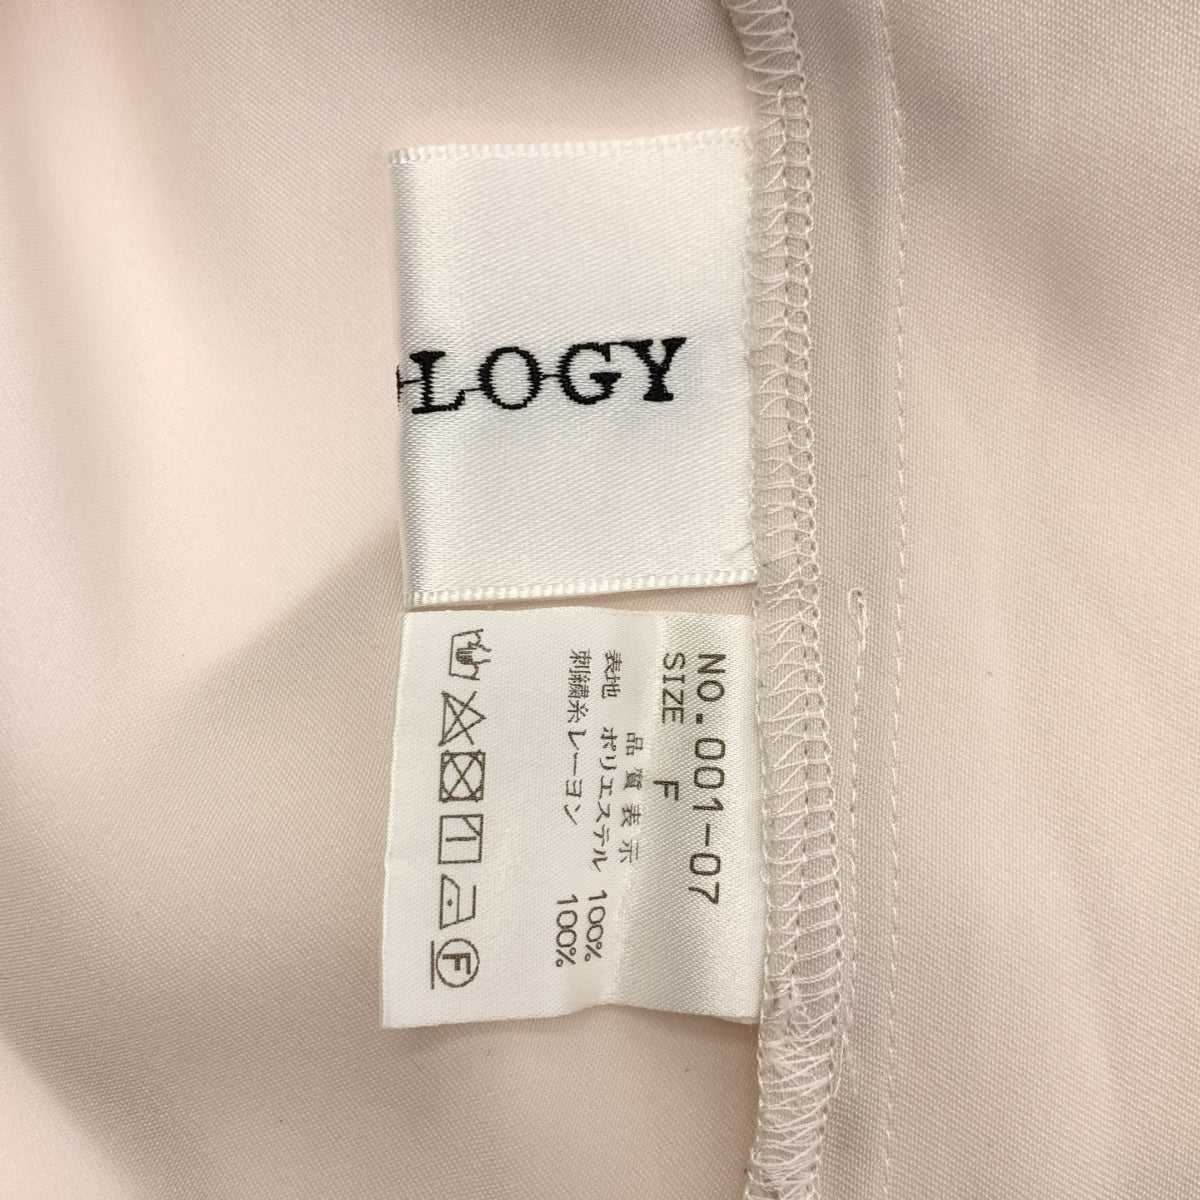 LOGY
NO.001-07
SIZE F
品質表示
表地 ポリエステル 100%
刺繍糸 レーヨン 100%
F